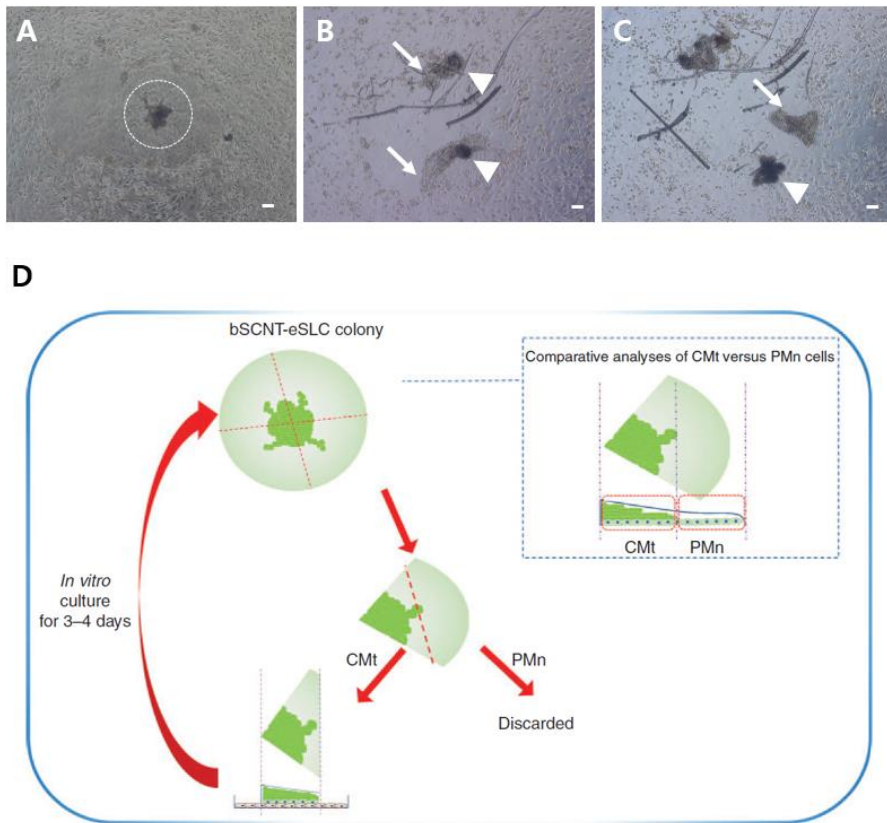 A
B
C
D
bSCNT-eSLC colony
Comparative analyses of CMt versus PMn cells
CMt
PMn
In vitro
culture
for 3–4 days
CMt
PMn
Discarded